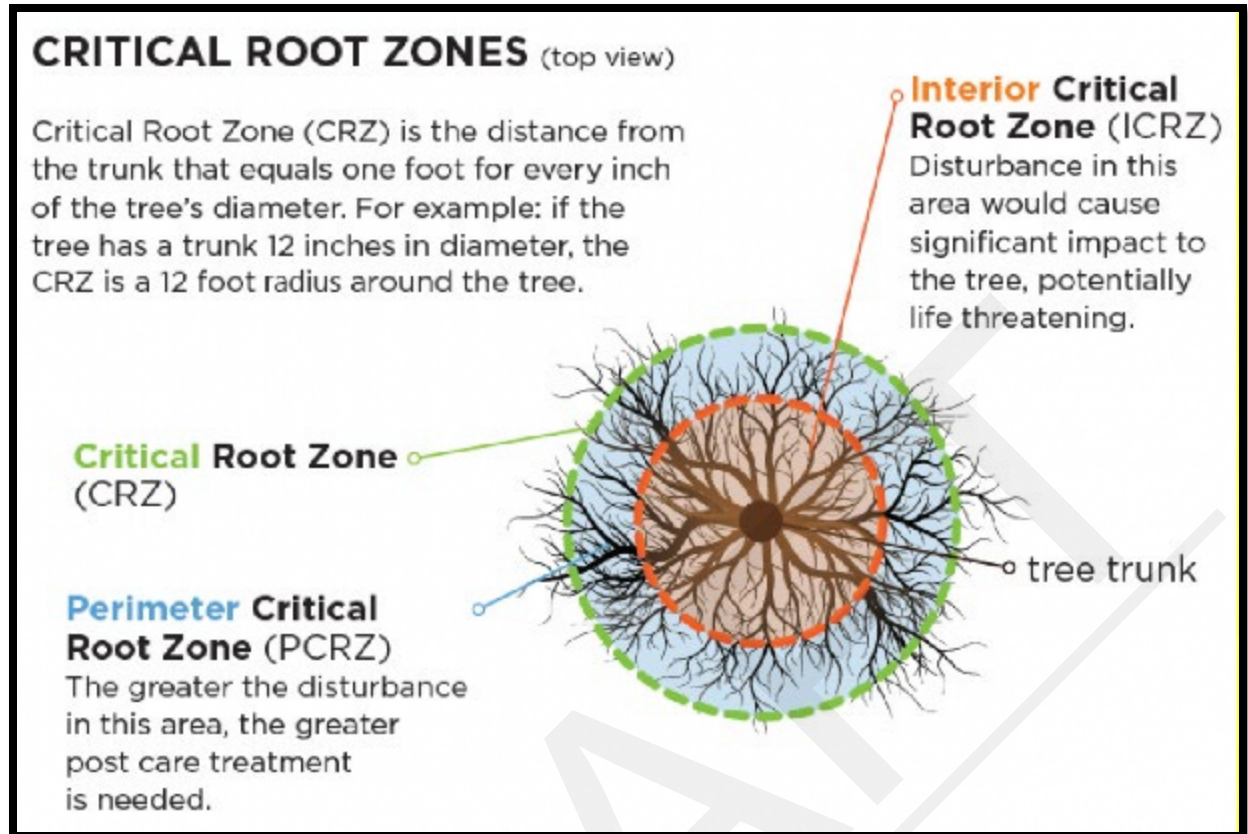 CRITICAL ROOT ZONES (top view)
Critical Root Zone (CRZ) is the distance from
the trunk that equals one foot for every inch
of the tree's diameter. For example: if the
tree has a trunk 12 inches in diameter, the
CRZ is a 12 foot radius around the tree.
Interior Critical
Root Zone (ICRZ)
Disturbance in this
area would cause
significant impact to
the tree, potentially
life threatening.
Critical Root Zone
(CRZ)
tree trunk
Perimeter Critical
Root Zone (PCRZ)
The greater the disturbance
in this area, the greater
post care treatment
is needed.